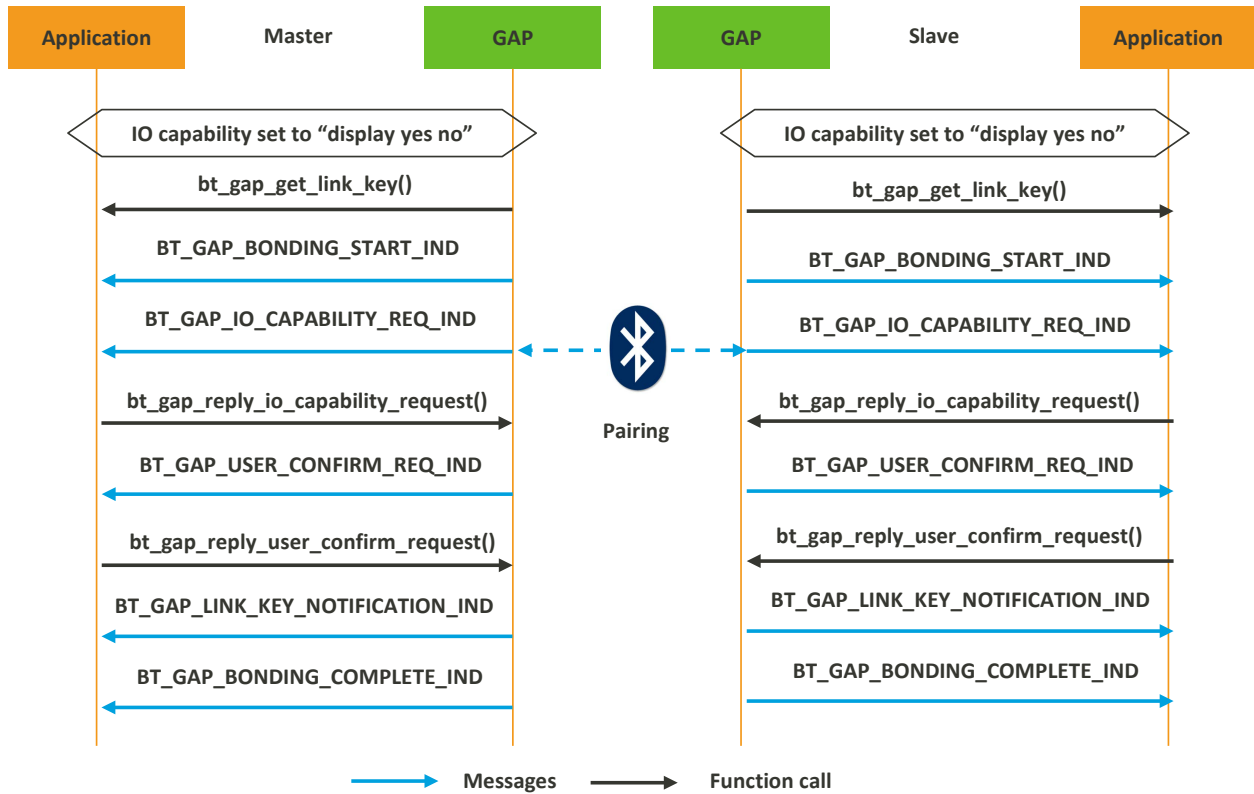 Application
Master
GAP
GAP
Slave
Application
IO capability set to “display yes no”
IO capability set to “display yes no”
bt_gap_get_link_key()
bt_gap_get_link_key()
BT_GAP_BONDING_START_IND
BT_GAP_BONDING_START_IND
BT_GAP_IO_CAPABILITY_REQ_IND
BT_GAP_IO_CAPABILITY_REQ_IND
bt_gap_reply_io_capability_request()
bt_gap_reply_io_capability_request()
Pairing
BT_GAP_USER_CONFIRM_REQ_IND
BT_GAP_USER_CONFIRM_REQ_IND
bt_gap_reply_user_confirm_request()
bt_gap_reply_user_confirm_request()
BT_GAP_LINK_KEY_NOTIFICATION_IND
BT_GAP_LINK_KEY_NOTIFICATION_IND
BT_GAP_BONDING_COMPLETE_IND
BT_GAP_BONDING_COMPLETE_IND
Messages
Function call